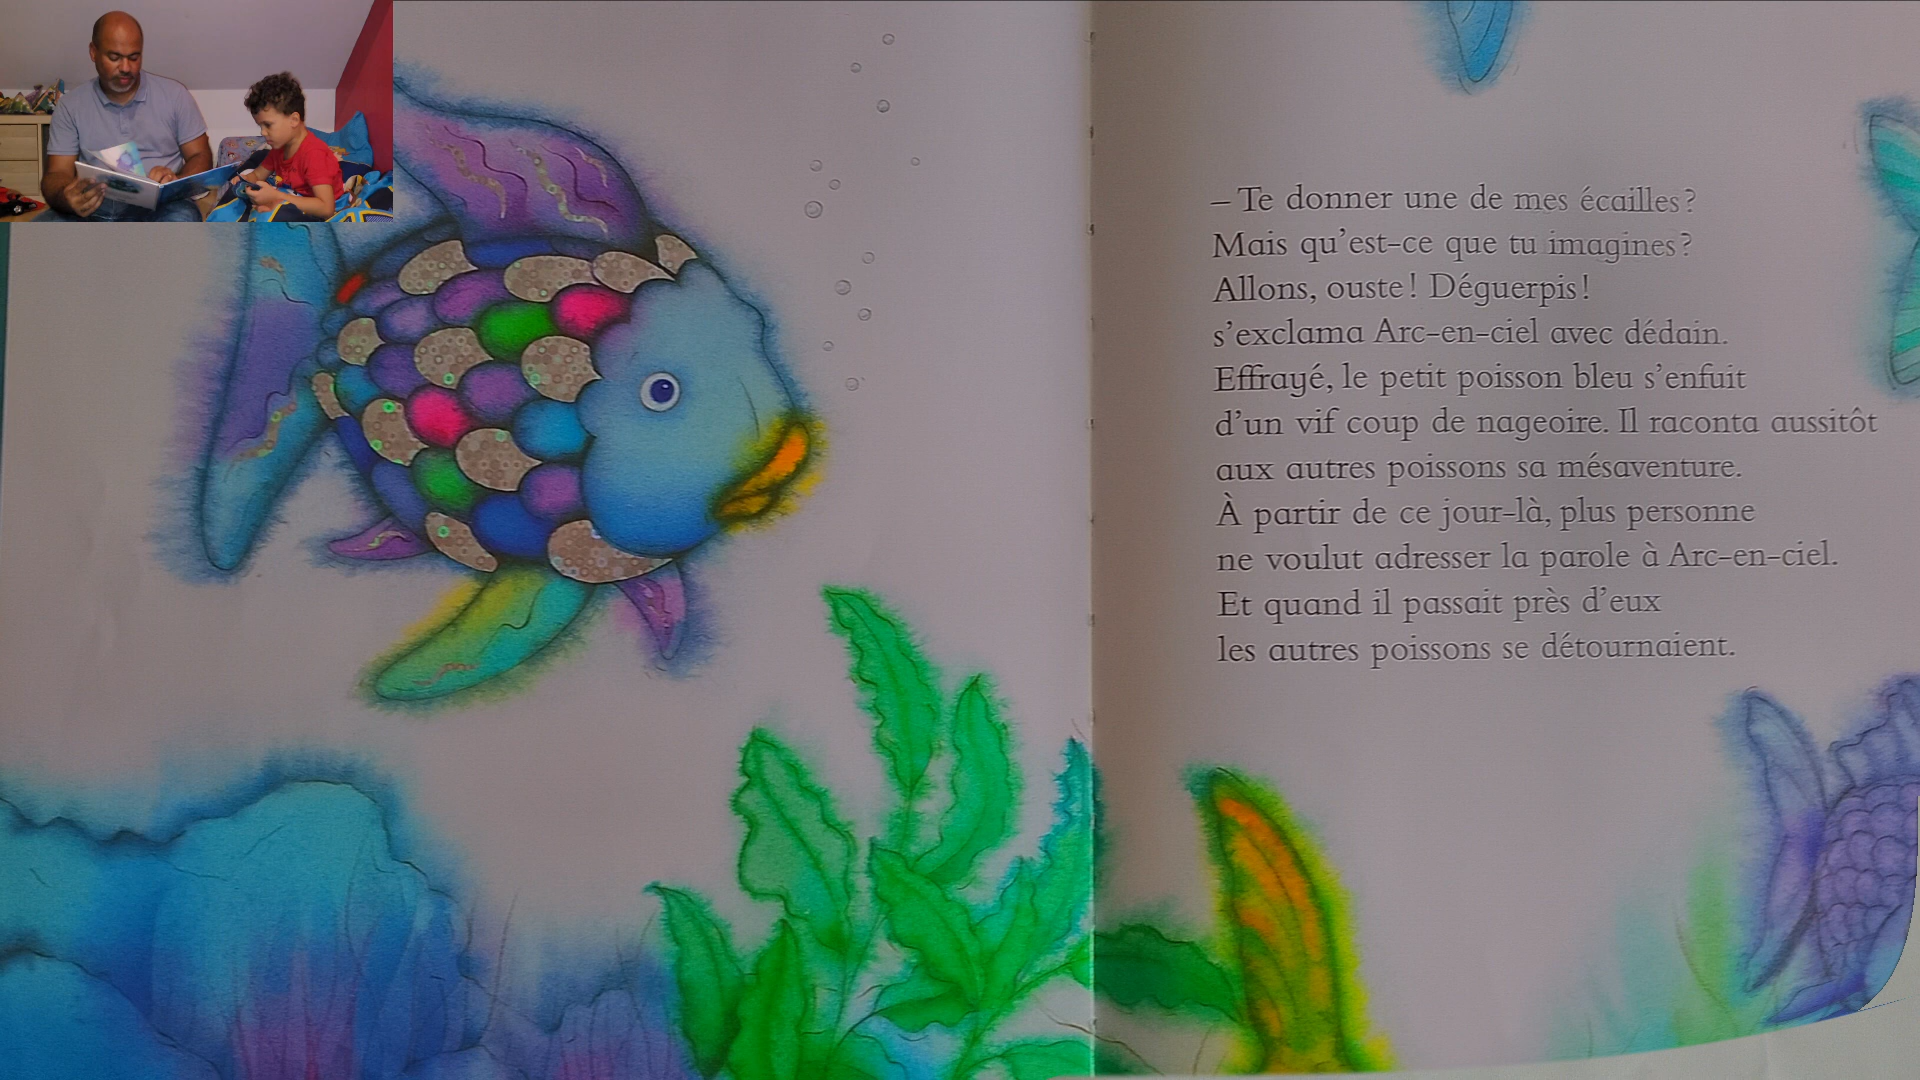 – Te donner une de mes écailles ?
Mais qu'est-ce que tu imagines ?
Allons, ouste ! Déguerpis !
s'exclama Arc-en-ciel avec dédain.
Effrayé, le petit poisson bleu s'enfuit
d'un vif coup de nageoire. Il raconta aussitôt
aux autres poissons sa mésaventure.
À partir de ce jour-là, plus personne
ne voulut adresser la parole à Arc-en-ciel.
Et quand il passait près d'eux
les autres poissons se détournaient.